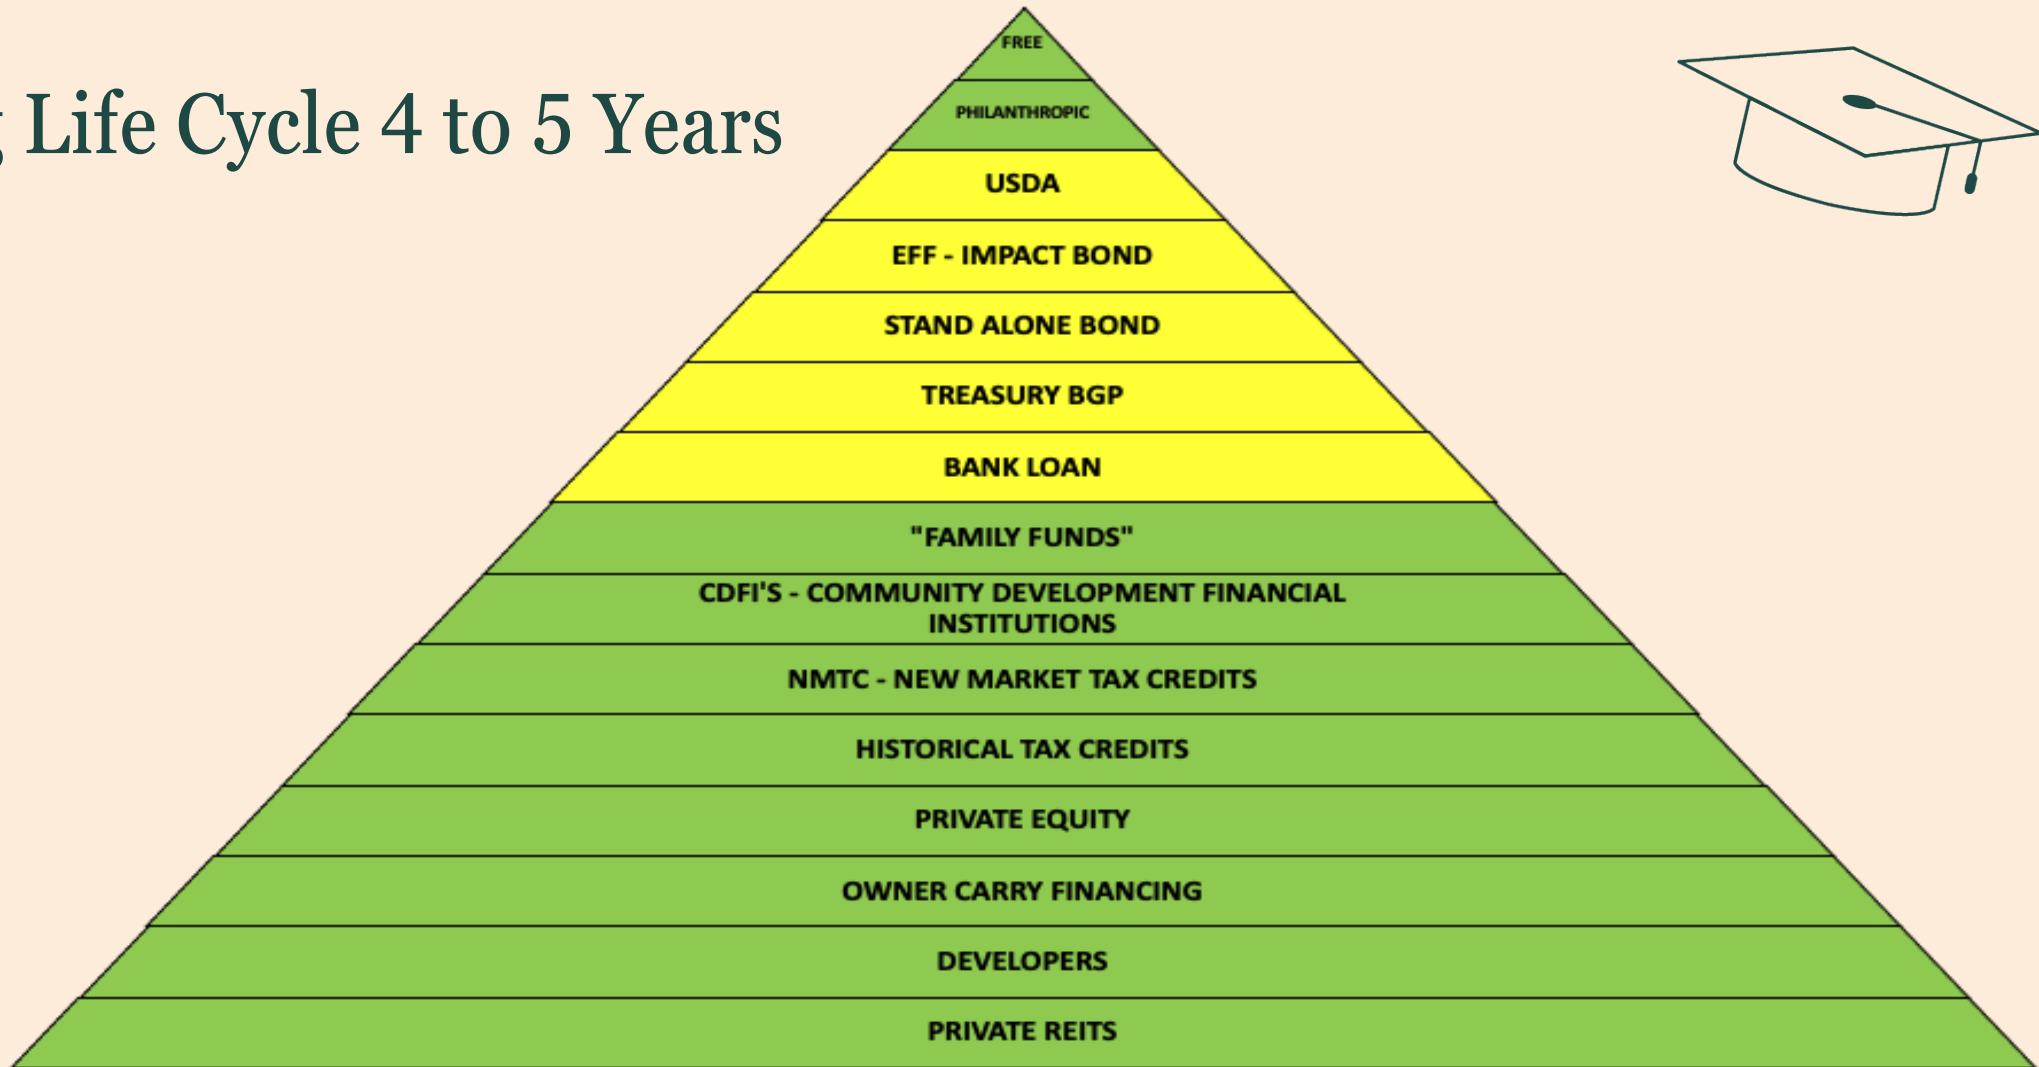 FREE
Life Cycle 4 to 5 Years
PHILANTHROPIC
USDA
EFF - IMPACT BOND
STAND ALONE BOND
TREASURY BGP
BANK LOAN
"FAMILY FUNDS"
CDFI'S - COMMUNITY DEVELOPMENT FINANCIAL
INSTITUTIONS
NMTC - NEW MARKET TAX CREDITS
HISTORICAL TAX CREDITS
PRIVATE EQUITY
OWNER CARRY FINANCING
DEVELOPERS
PRIVATE REITS